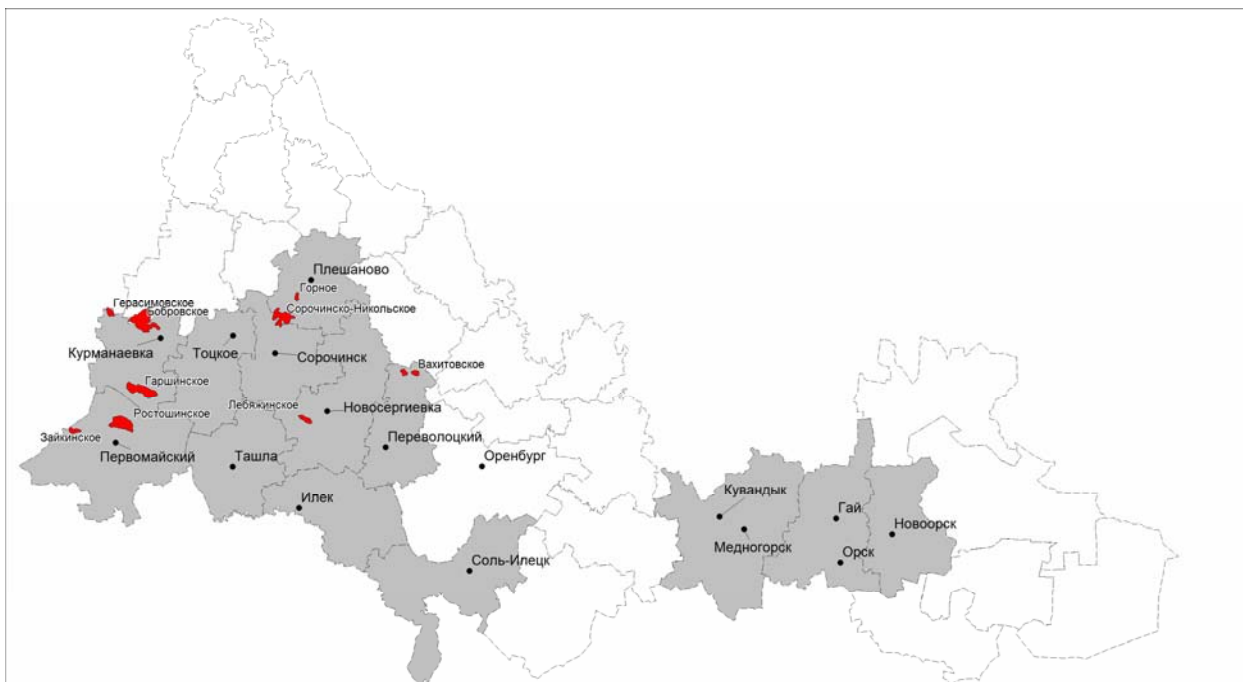 Плешаново
Горное
Герасимовское
Бобровское
Сорочинско-Никольское
Курманаевка
Тоцкое
Сорочинск
Вахитовское
Гаршинское
Лебяжинское
Новосергиевка
Ростошинское
Зайкинское
Переволоцкий
Первомайский
Ташла
Оренбург
Илек
Кувандык
Гай
Новоорск
Медногорск
Орск
Соль-Илецк